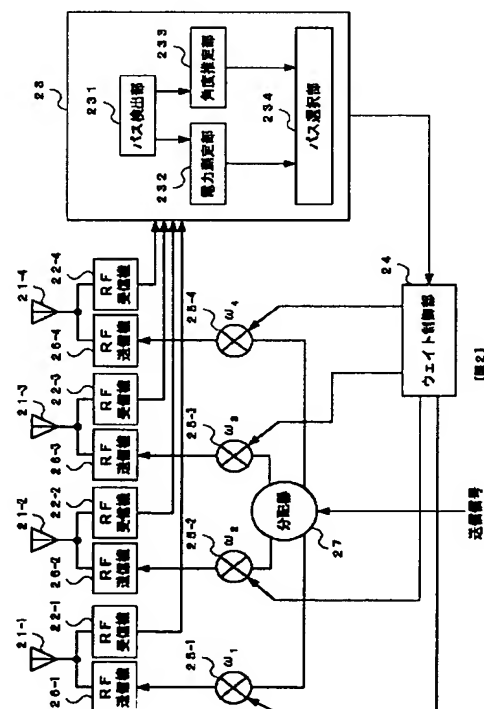 21-1
21-2
21-3
21-4
26-1
22-1
26-2
22-2
26-3
22-3
26-4
22-4
RF
送信機
RF
受信機
RF
送信機
RF
受信機
RF
送信機
RF
受信機
RF
送信機
RF
受信機
23
231
パス検出部
232
電力測定部
233
角度推定部
234
パス選択部
25-1
ω1
25-2
ω2
25-3
ω3
25-4
ω4
分配器
27
24
ウェイト制御部
送信信号
[図2]